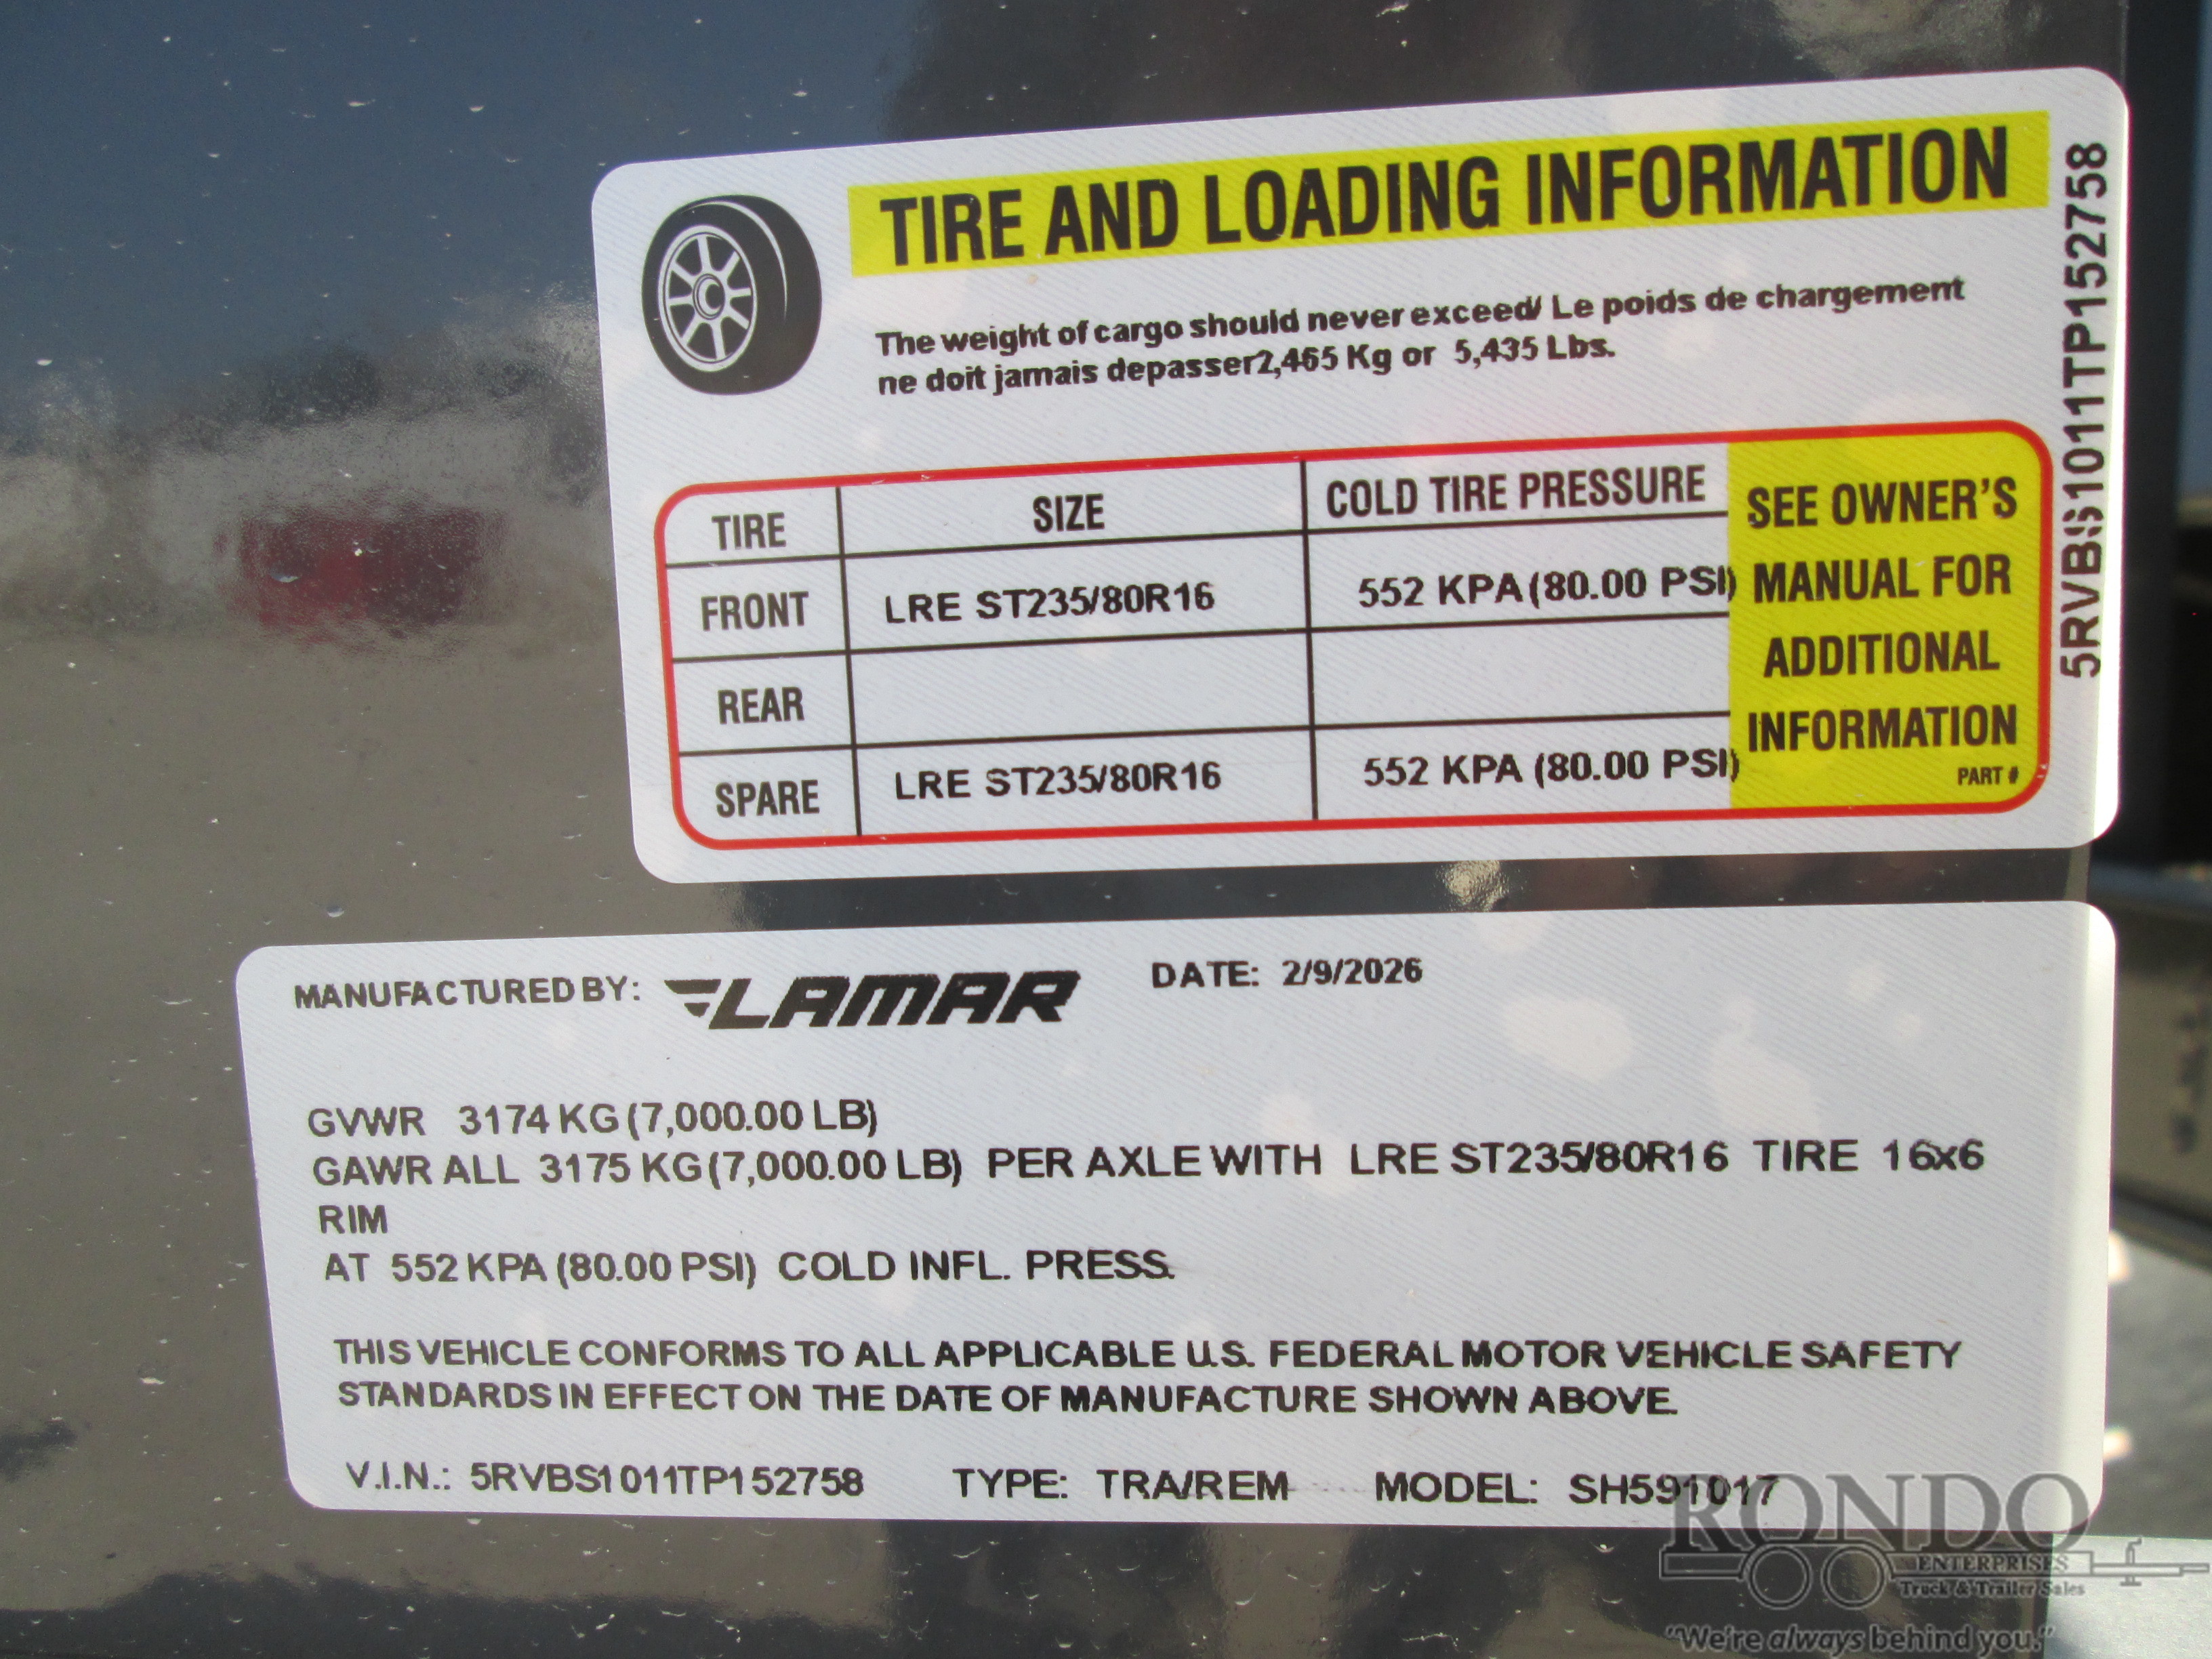 TIRE AND LOADING INFORMATION
The weight of cargo should never exceed/ Le poids de chargement
ne doit jamais depasser2,465 Kg or 5,435 Lbs.
TIRE SIZE COLD TIRE PRESSURE
FRONT LRE ST235/80R16 552 KPA (80.00 PSI)
REAR
SPARE LRE ST235/80R16 552 KPA (80.00 PSI)
SEE OWNER'S
MANUAL FOR
ADDITIONAL
INFORMATION
PART #
5RVBS1011TP152758
MANUFACTURED BY: LAMAR DATE: 2/9/2026
GVWR 3174 KG (7,000.00 LB)
GAWR ALL 3175 KG (7,000.00 LB) PER AXLE WITH LRE ST235/80R16 TIRE 16x6
RIM
AT 552 KPA (80.00 PSI) COLD INFL. PRESS.
THIS VEHICLE CONFORMS TO ALL APPLICABLE U.S. FEDERAL MOTOR VEHICLE SAFETY
STANDARDS IN EFFECT ON THE DATE OF MANUFACTURE SHOWN ABOVE.
V.I.N.: 5RVBS1011TP152758 TYPE: TRA/REM MODEL: SH591017
RONDO
ENTERPRISES
Truck & Trailer Sales
"We're always behind you."